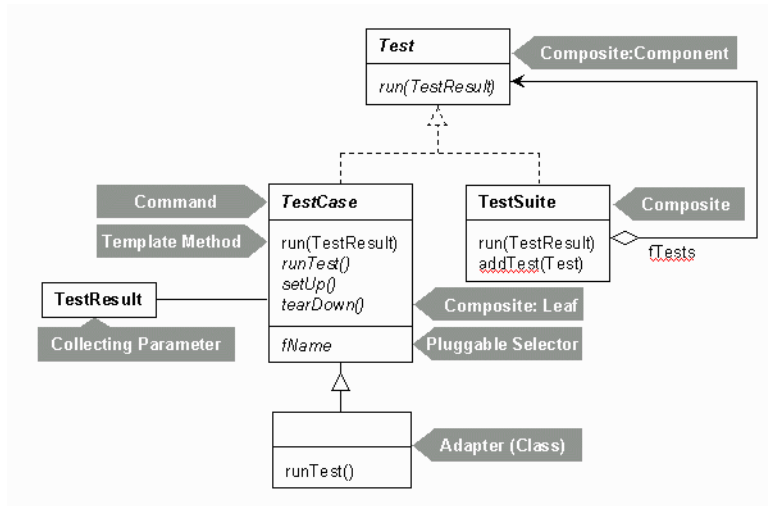 Test
Composite:Component
run(TestResult)
Command
TestCase
TestSuite
Composite
Template Method
run(TestResult)
runTest()
setUp()
tearDown()
run(TestResult)
addTest(Test)
fTests
TestResult
Composite: Leaf
Collecting Parameter
fName
Pluggable Selector
Adapter (Class)
runTest()